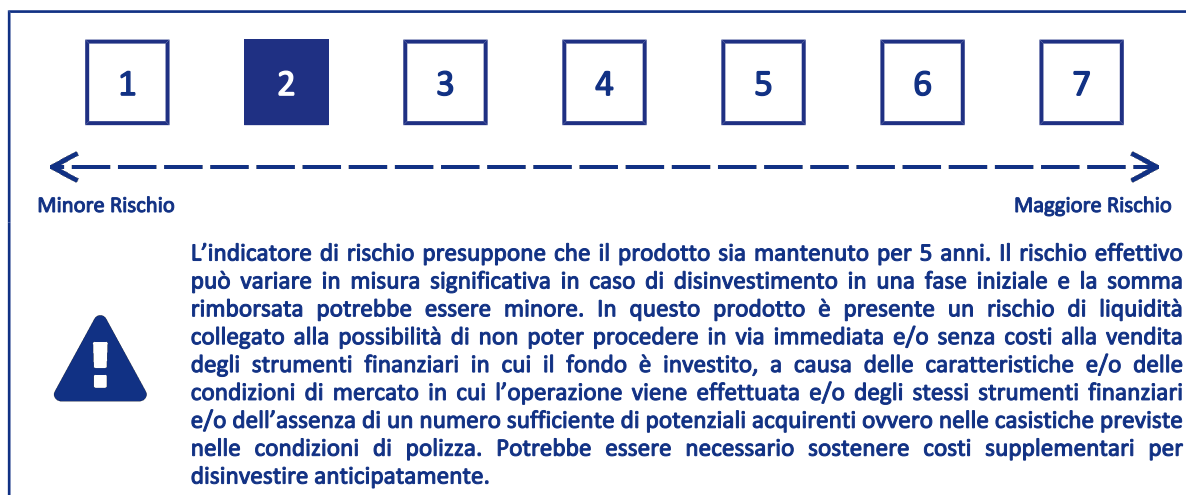 1 2 3 4 5 6 7
Minore Rischio Maggiore Rischio
L'indicatore di rischio presuppone che il prodotto sia mantenuto per 5 anni. Il rischio effettivo
può variare in misura significativa in caso di disinvestimento in una fase iniziale e la somma
rimborsata potrebbe essere minore. In questo prodotto è presente un rischio di liquidità
collegato alla possibilità di non poter procedere in via immediata e/o senza costi alla vendita
degli strumenti finanziari in cui il fondo è investito, a causa delle caratteristiche e/o delle
condizioni di mercato in cui l'operazione viene effettuata e/o degli stessi strumenti finanziari
e/o dell'assenza di un numero sufficiente di potenziali acquirenti ovvero nelle casistiche previste
nelle condizioni di polizza. Potrebbe essere necessario sostenere costi supplementari per
disinvestire anticipatamente.